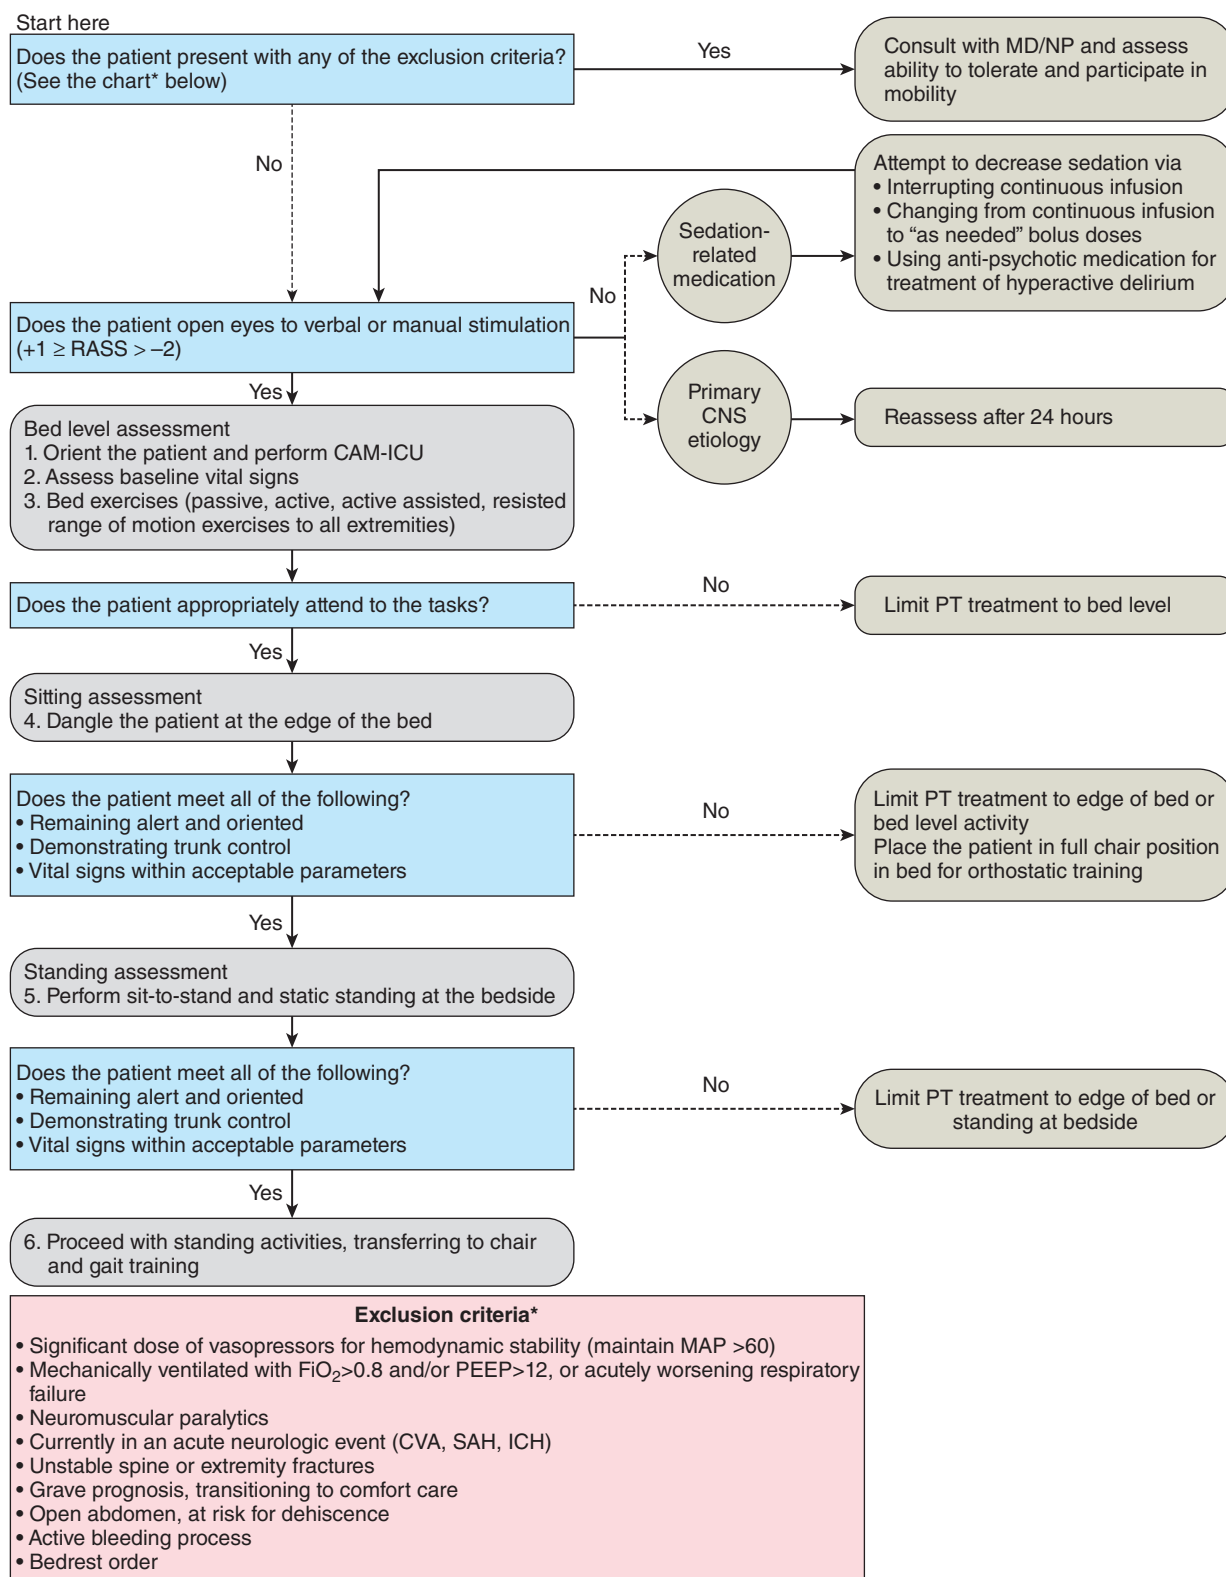 Start here
Does the patient present with any of the exclusion criteria?
(See the chart* below)
Yes
Consult with MD/NP and assess
ability to tolerate and participate in
mobility
No
Attempt to decrease sedation via
• Interrupting continuous infusion
• Changing from continuous infusion
to “as needed” bolus doses
• Using anti-psychotic medication for
treatment of hyperactive delirium
Sedation-
related
medication
No
Does the patient open eyes to verbal or manual stimulation
(+1 ≥ RASS > –2)
Primary
CNS
etiology
Reassess after 24 hours
Yes
Bed level assessment
1. Orient the patient and perform CAM-ICU
2. Assess baseline vital signs
3. Bed exercises (passive, active, active assisted, resisted
range of motion exercises to all extremities)
Does the patient appropriately attend to the tasks?
No
Limit PT treatment to bed level
Yes
Sitting assessment
4. Dangle the patient at the edge of the bed
Does the patient meet all of the following?
• Remaining alert and oriented
• Demonstrating trunk control
• Vital signs within acceptable parameters
No
Limit PT treatment to edge of bed or
bed level activity
Place the patient in full chair position
in bed for orthostatic training
Yes
Standing assessment
5. Perform sit-to-stand and static standing at the bedside
Does the patient meet all of the following?
• Remaining alert and oriented
• Demonstrating trunk control
• Vital signs within acceptable parameters
No
Limit PT treatment to edge of bed or
standing at bedside
Yes
6. Proceed with standing activities, transferring to chair
and gait training
Exclusion criteria*
• Significant dose of vasopressors for hemodynamic stability (maintain MAP >60)
• Mechanically ventilated with FiO₂>0.8 and/or PEEP>12, or acutely worsening respiratory
failure
• Neuromuscular paralytics
• Currently in an acute neurologic event (CVA, SAH, ICH)
• Unstable spine or extremity fractures
• Grave prognosis, transitioning to comfort care
• Open abdomen, at risk for dehiscence
• Active bleeding process
• Bedrest order